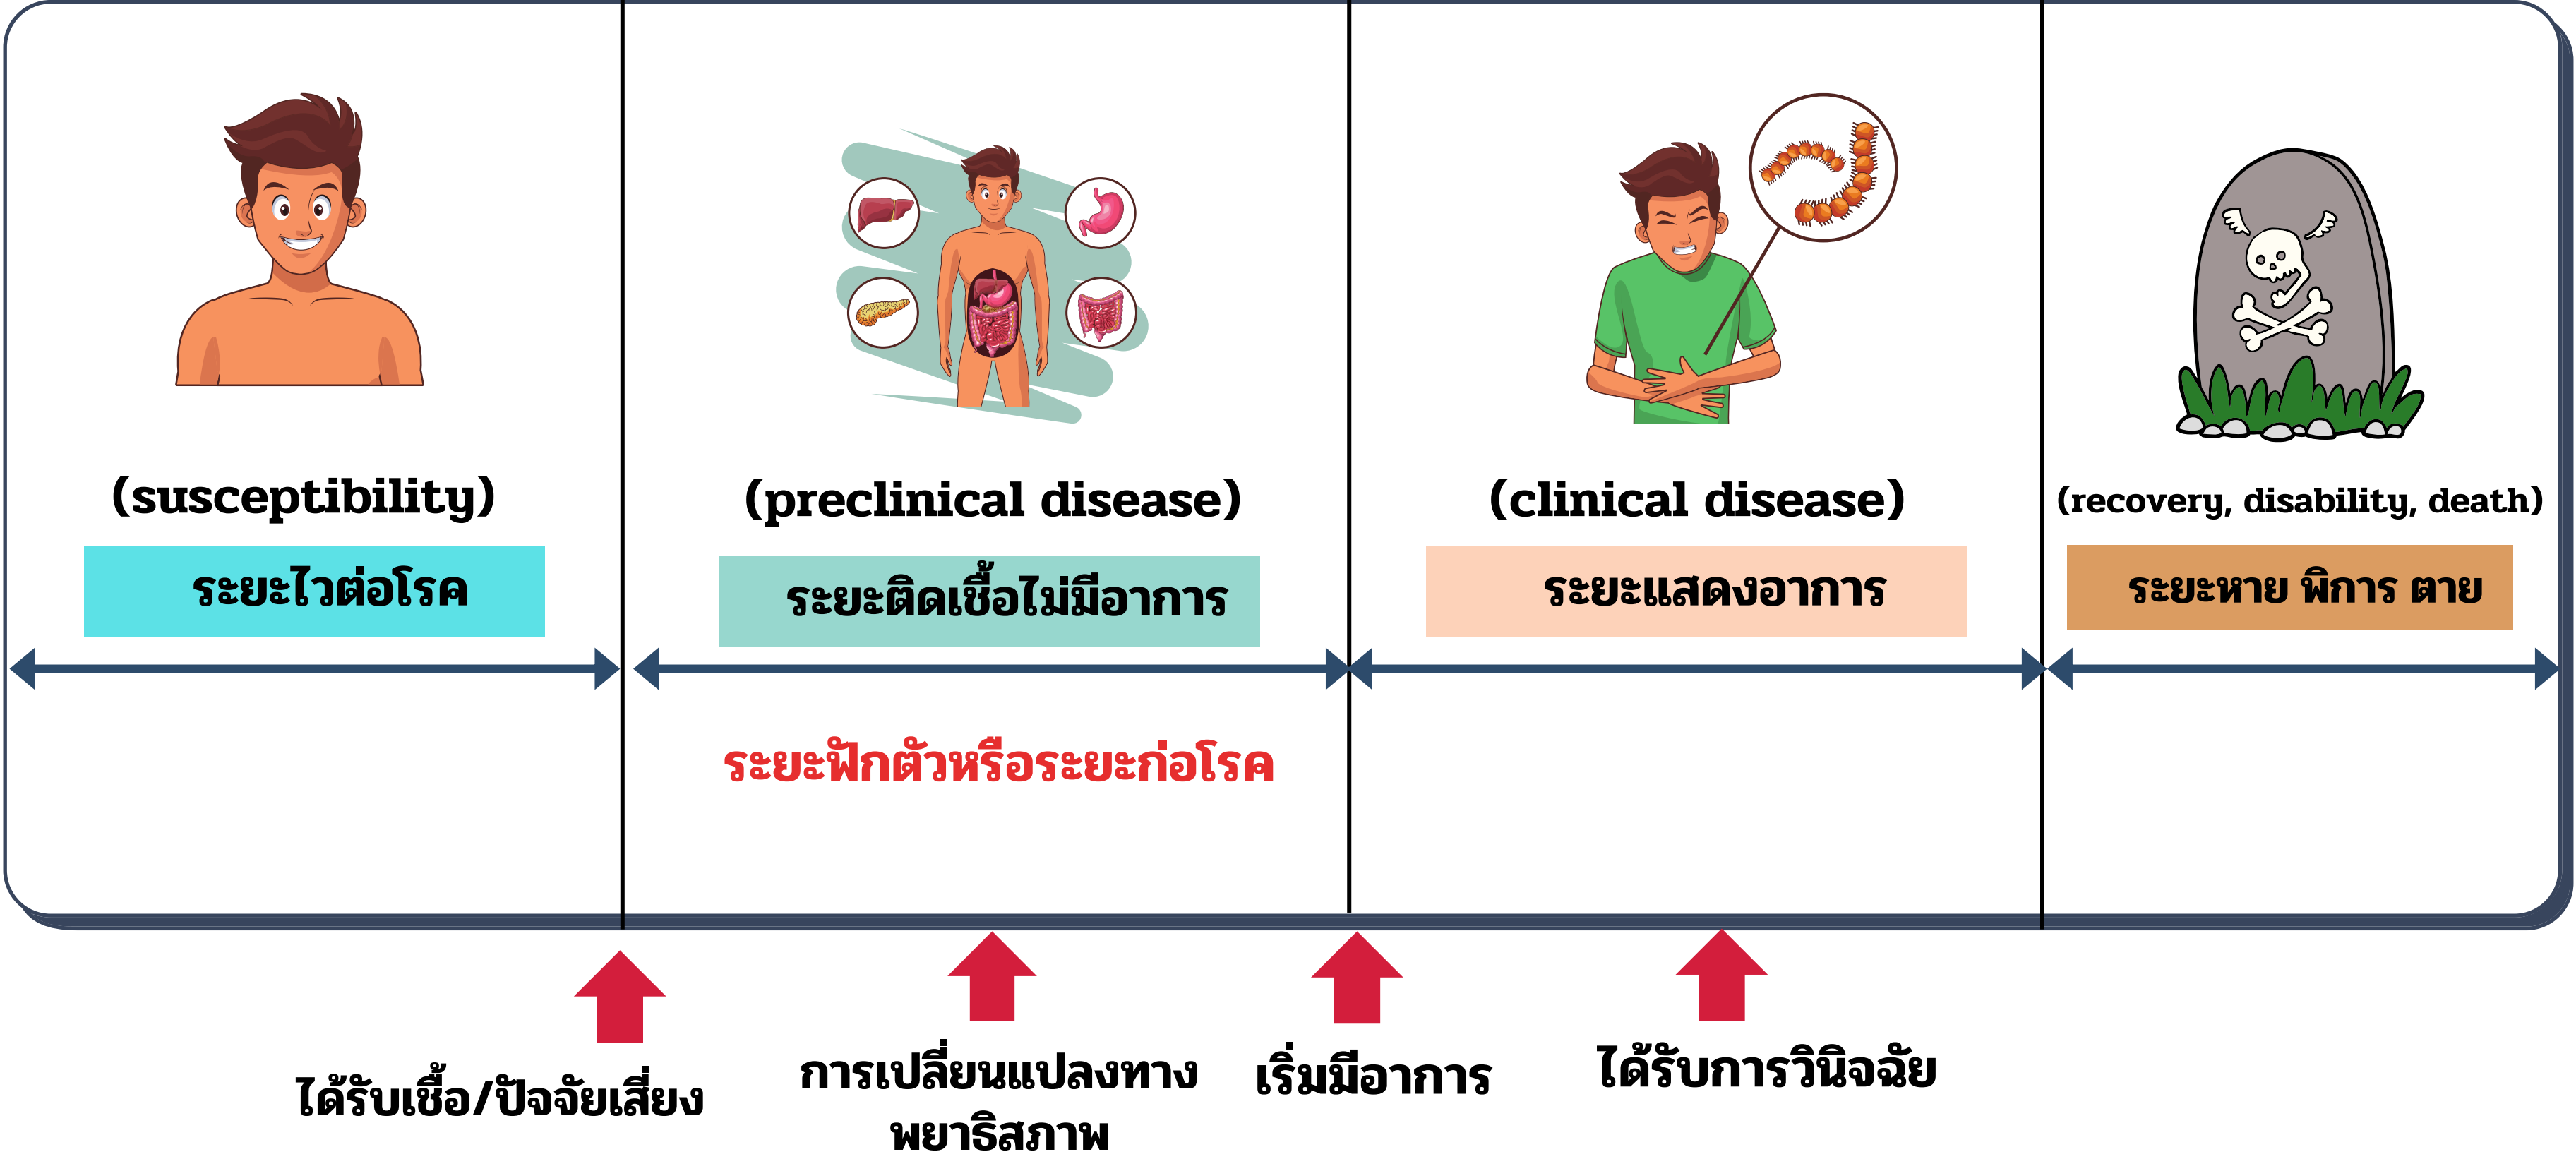 (susceptibility)
ระยะไวต่อโรค
(preclinical disease)
ระยะติดเชื้อไม่มีอาการ
ระยะฟักตัวหรือระยะก่อโรค
(clinical disease)
ระยะแสดงอาการ
(recovery, disability, death)
ระยะหาย พิการ ตาย
ได้รับเชื้อ/ปัจจัยเสี่ยง
การเปลี่ยนแปลงทาง
พยาธิสภาพ
เริ่มมีอาการ
ได้รับการวินิจฉัย